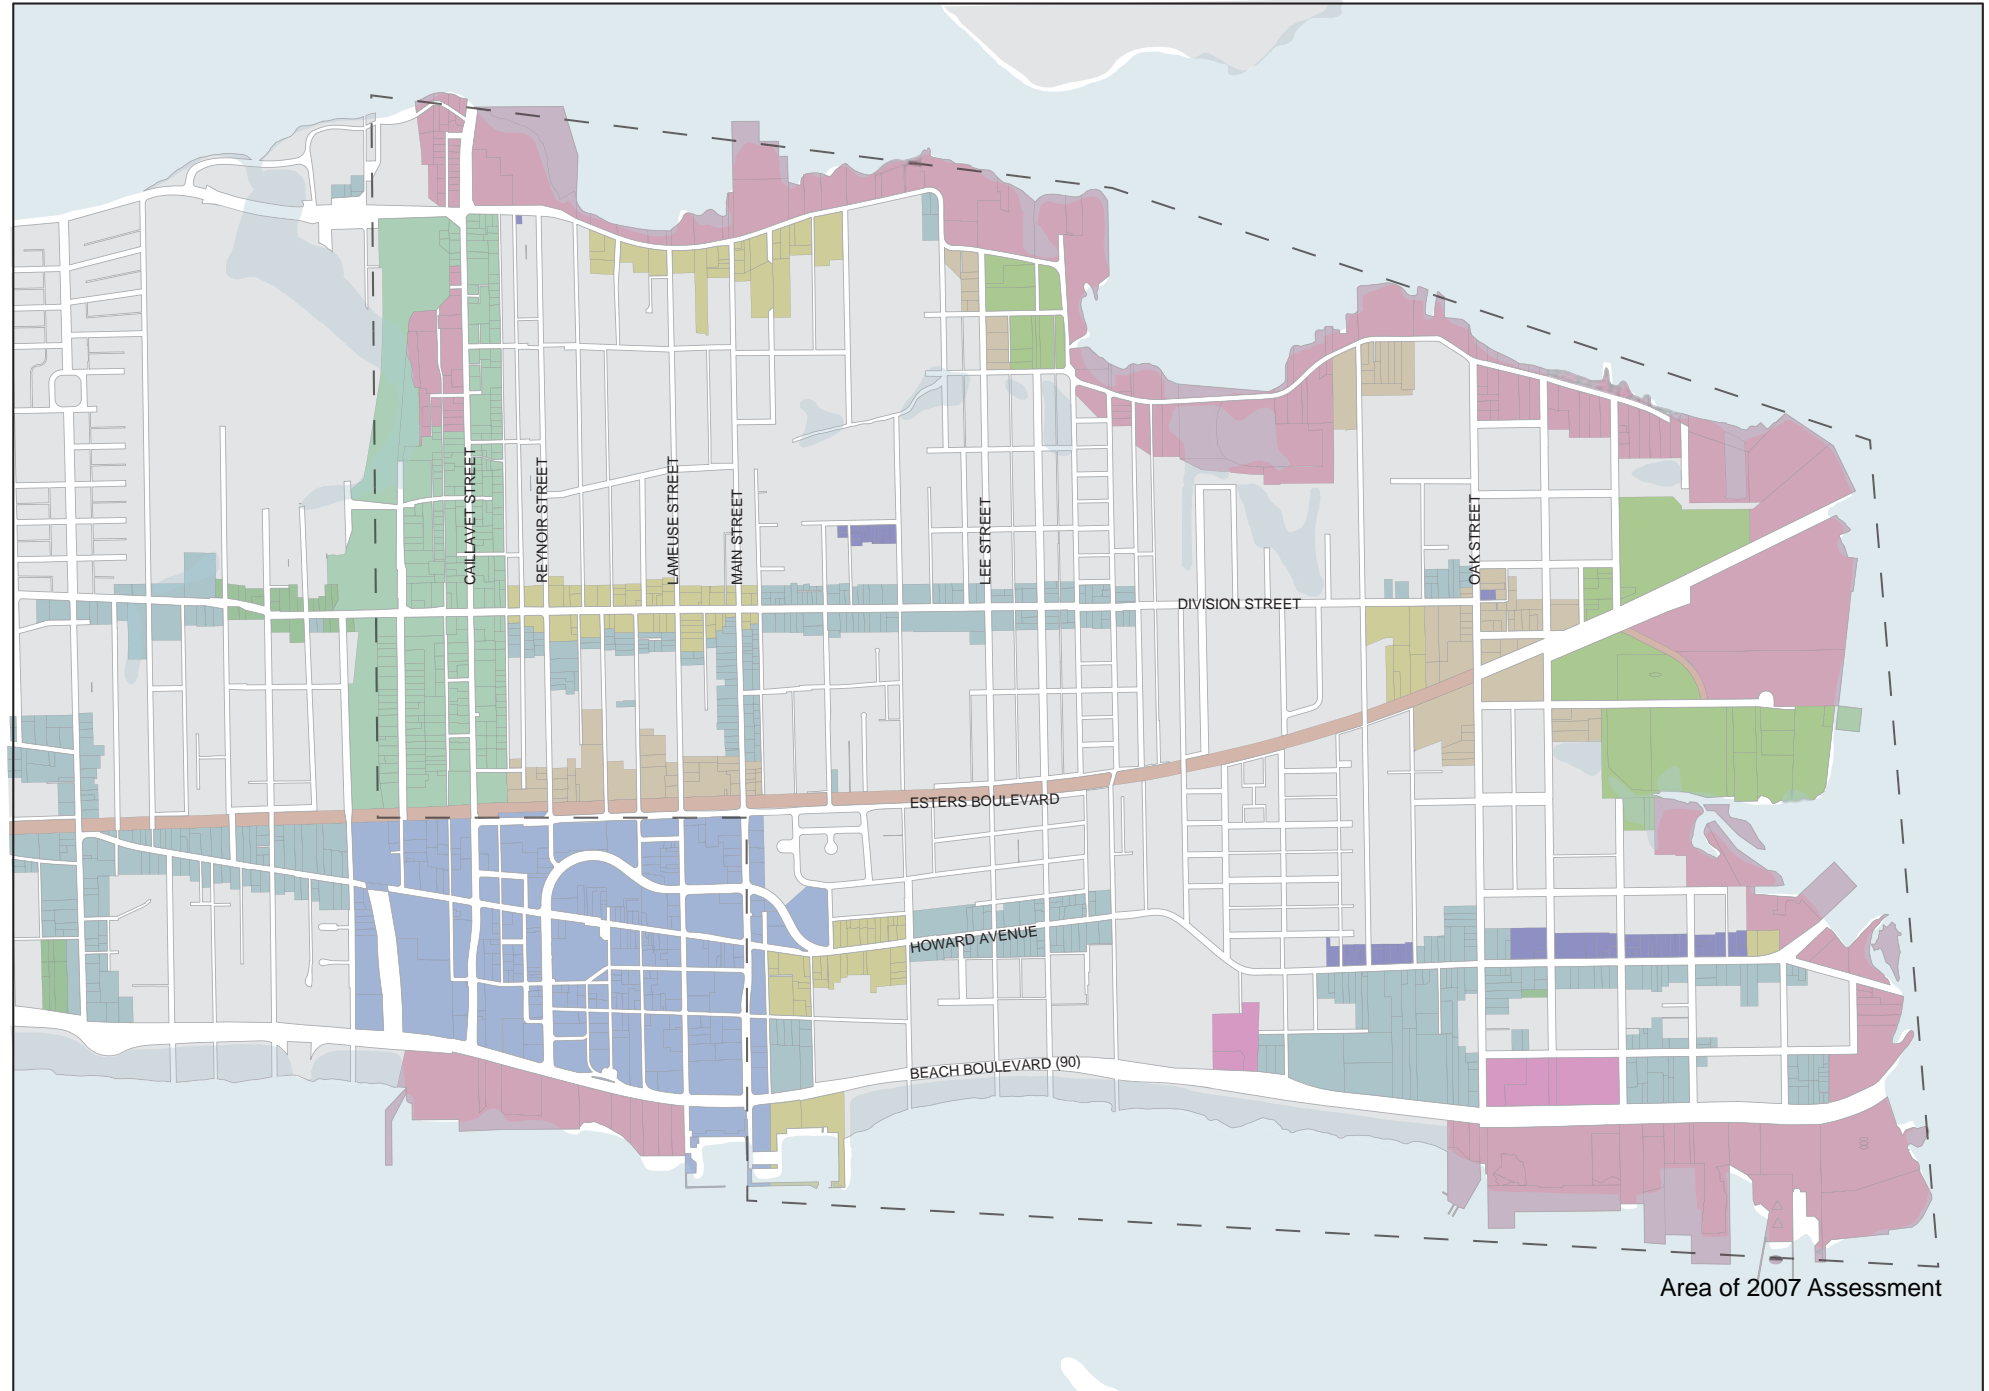 CAILLAVET STREET
REYNOIR STREET
LAMEUSE STREET
MAIN STREET
LEE STREET
OAK STREET
DIVISION STREET
ESTERS BOULEVARD
HOWARD AVENUE
BEACH BOULEVARD (90)
Area of 2007 Assessment